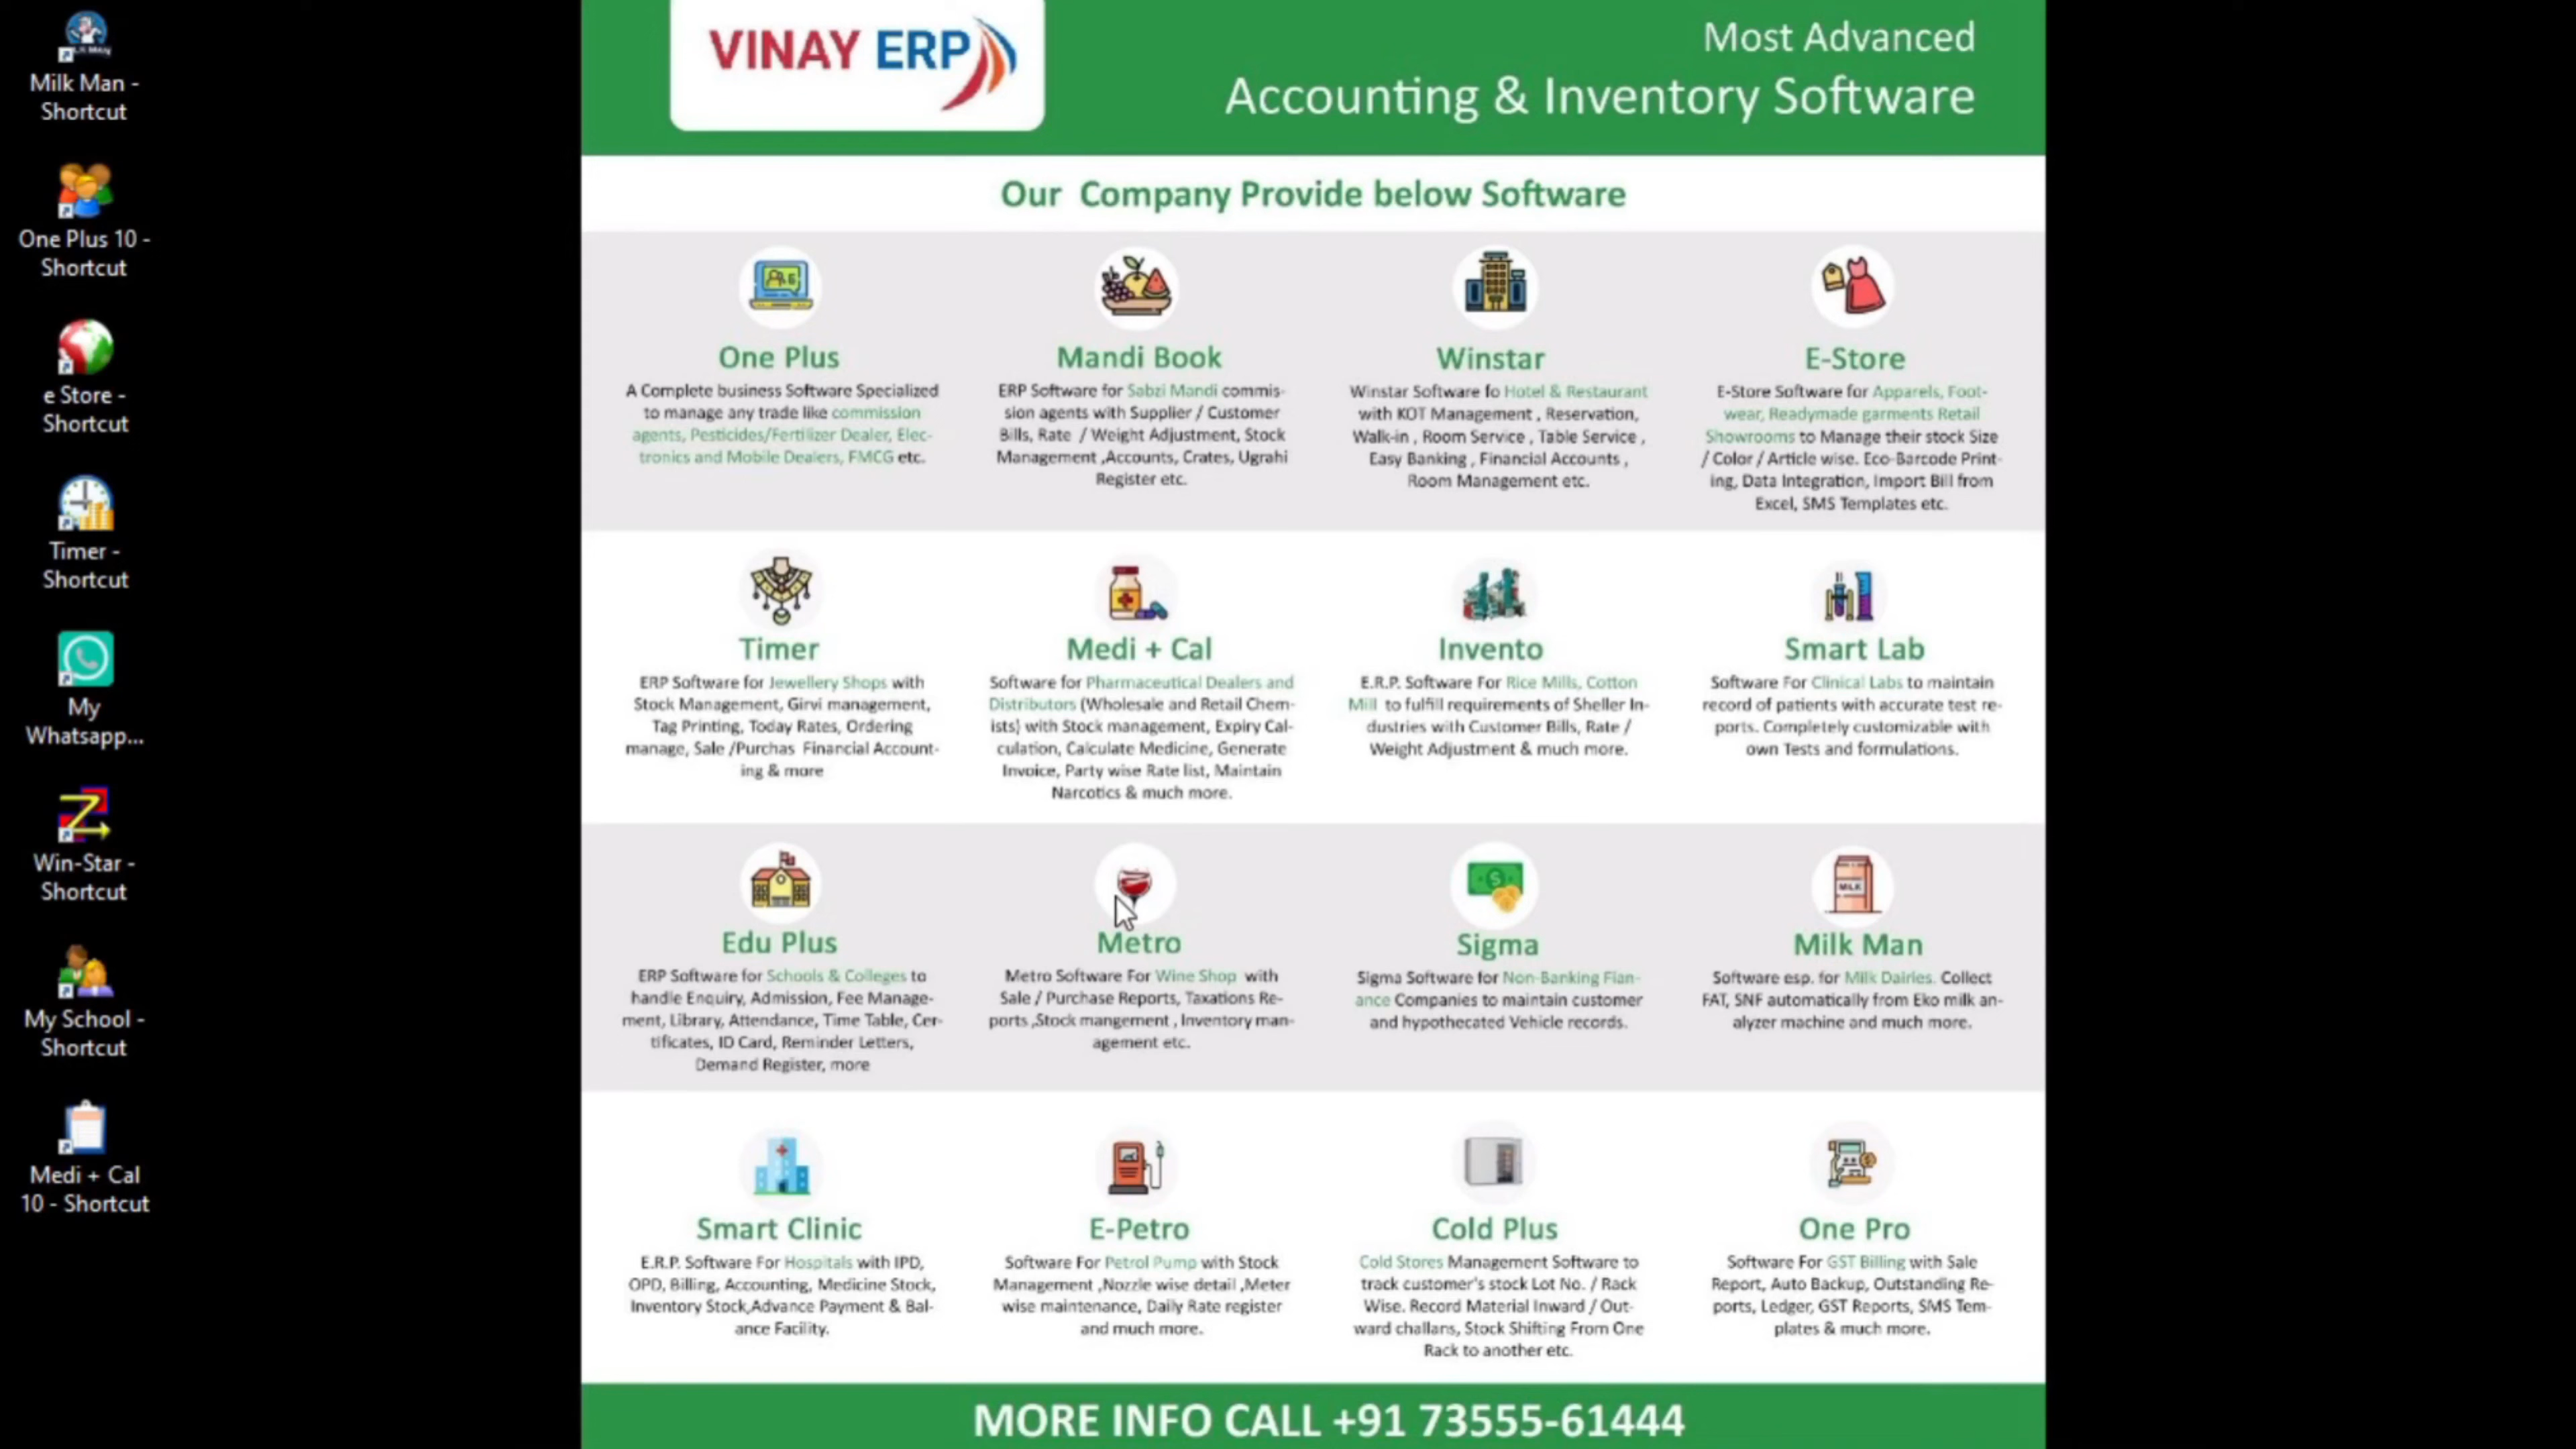 Milk Man -
Shortcut
One Plus 10 -
Shortcut
e Store -
Shortcut
Timer -
Shortcut
My
Whatsapp...
Win-Star -
Shortcut
My School -
Shortcut
Medi + Cal
10 - Shortcut
VINAY ERP
Most Advanced
Accounting & Inventory Software
Our Company Provide below Software
One Plus
A Complete business Software Specialized
to manage any trade like commission
agents, Pesticides/Fertilizer Dealer, Elec-
tronics and Mobile Dealers, FMCG etc.
Mandi Book
ERP Software for Sabzi Mandi commis-
sion agents with Supplier / Customer
Bills, Rate / Weight Adjustment, Stock
Management ,Accounts, Crates, Ugrahi
Register etc.
Winstar
Winstar Software fo Hotel & Restaurant
with KOT Management , Reservation,
Walk-in , Room Service , Table Service ,
Easy Banking , Financial Accounts ,
Room Management etc.
E-Store
E-Store Software for Apparels, Foot-
wear, Readymade garments Retail
Showrooms to Manage their stock Size
/ Color / Article wise. Eco-Barcode Print-
ing, Data Integration, Import Bill from
Excel, SMS Templates etc.
Timer
ERP Software for Jewellery Shops with
Stock Management, Girvi management,
Tag Printing, Today Rates, Ordering
manage, Sale /Purchas Financial Account-
ing & more
Medi + Cal
Software for Pharmaceutical Dealers and
Distributors (Wholesale and Retail Chem-
ists) with Stock management, Expiry Cal-
culation, Calculate Medicine, Generate
Invoice, Party wise Rate list, Maintain
Narcotics & much more.
Invento
E.R.P. Software For Rice Mills, Cotton
Mill to fulfill requirements of Sheller In-
dustries with Customer Bills, Rate /
Weight Adjustment & much more.
Smart Lab
Software For Clinical Labs to maintain
record of patients with accurate test re-
ports. Completely customizable with
own Tests and formulations.
Edu Plus
ERP Software for Schools & Colleges to
handle Enquiry, Admission, Fee Manage-
ment, Library, Attendance, Time Table, Cer-
tificates, ID Card, Reminder Letters,
Demand Register, more
Metro
Metro Software For Wine Shop with
Sale / Purchase Reports, Taxations Re-
ports ,Stock mangement , Inventory man-
agement etc.
Sigma
Sigma Software for Non-Banking Fian-
ance Companies to maintain customer
and hypothecated Vehicle records.
MILK
Milk Man
Software esp. for Milk Dairies. Collect
FAT, SNF automatically from Eko milk an-
alyzer machine and much more.
Smart Clinic
E.R.P. Software For Hospitals with IPD,
OPD, Billing, Accounting, Medicine Stock,
Inventory Stock,Advance Payment & Bal-
ance Facility.
E-Petro
Software For Petrol Pump with Stock
Management ,Nozzle wise detail ,Meter
wise maintenance, Daily Rate register
and much more.
Cold Plus
Cold Stores Management Software to
track customer's stock Lot No. / Rack
Wise. Record Material Inward / Out-
ward challans, Stock Shifting From One
Rack to another etc.
One Pro
Software For GST Billing with Sale
Report, Auto Backup, Outstanding Re-
ports, Ledger, GST Reports, SMS Tem-
plates & much more.
MORE INFO CALL +91 73555-61444